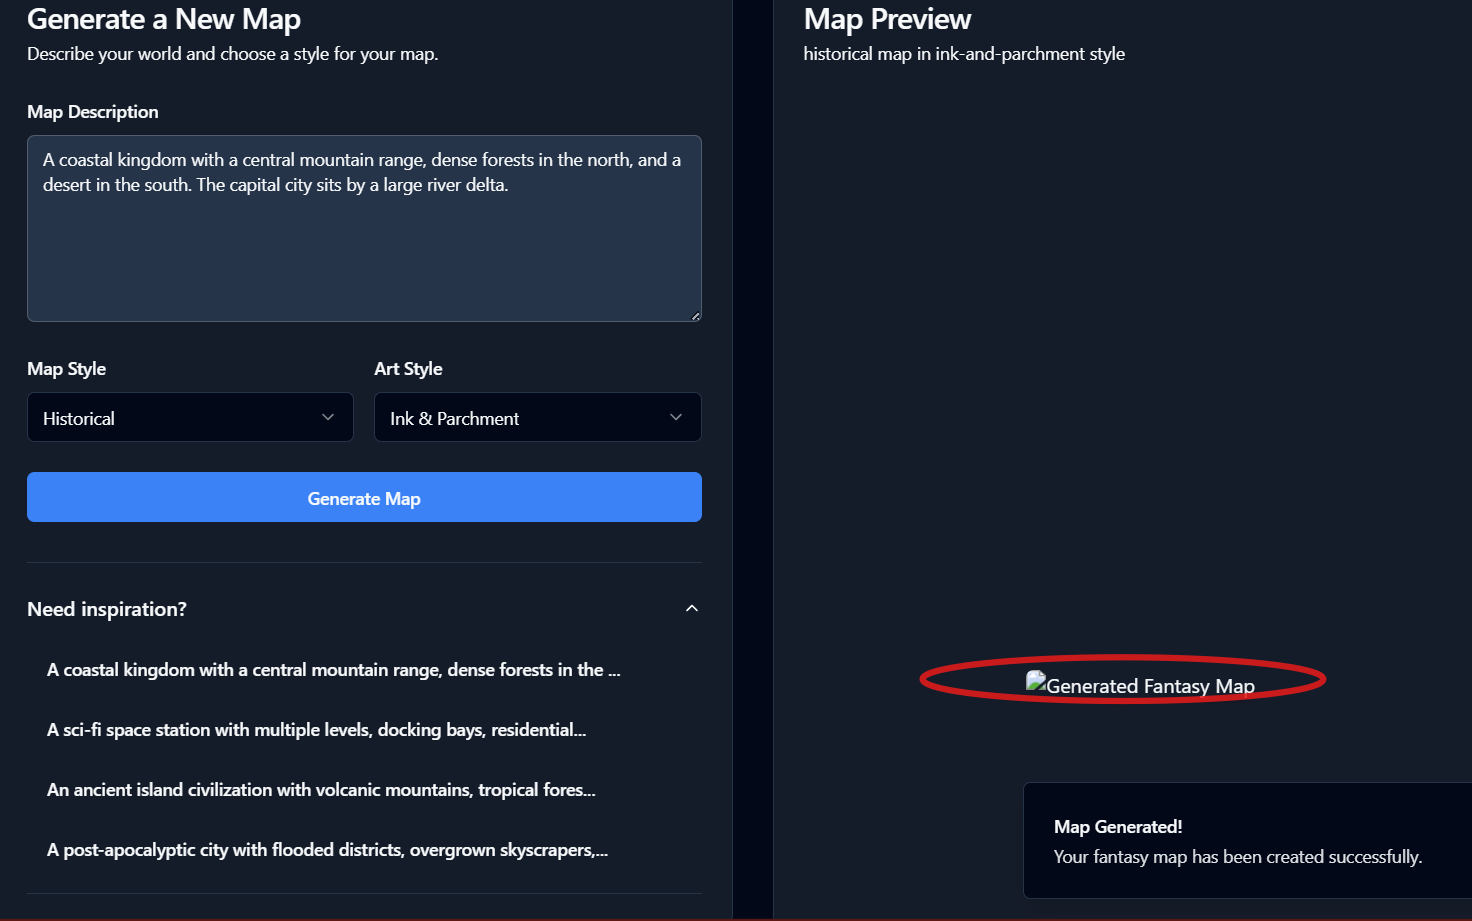 Generate a New Map
Describe your world and choose a style for your map.
Map Description
A coastal kingdom with a central mountain range, dense forests in the north, and a
desert in the south. The capital city sits by a large river delta.
Map Style
Art Style
Historical
Ink & Parchment
Generate Map
Need inspiration?
A coastal kingdom with a central mountain range, dense forests in the ...
A sci-fi space station with multiple levels, docking bays, residential...
An ancient island civilization with volcanic mountains, tropical fores...
A post-apocalyptic city with flooded districts, overgrown skyscrapers,...
Map Preview
historical map in ink-and-parchment style
Generated Fantasy Map
Map Generated!
Your fantasy map has been created successfully.